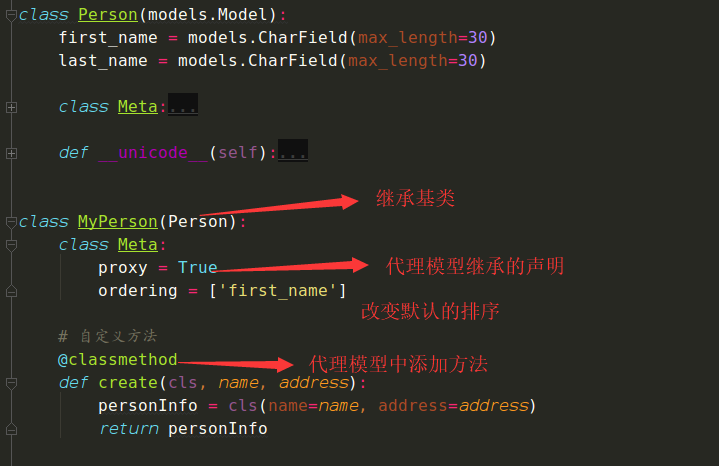 class Person(models.Model):
first_name = models.CharField(max_length=30)
last_name = models.CharField(max_length=30)
class Meta:...
def __unicode__(self):...
继承基类
class MyPerson(Person):
class Meta:
proxy = True
代理模型继承的声明
ordering = ['first_name']
改变默认的排序
# 自定义方法
@classmethod
代理模型中添加方法
def create(cls, name, address):
personInfo = cls(name=name, address=address)
return personInfo